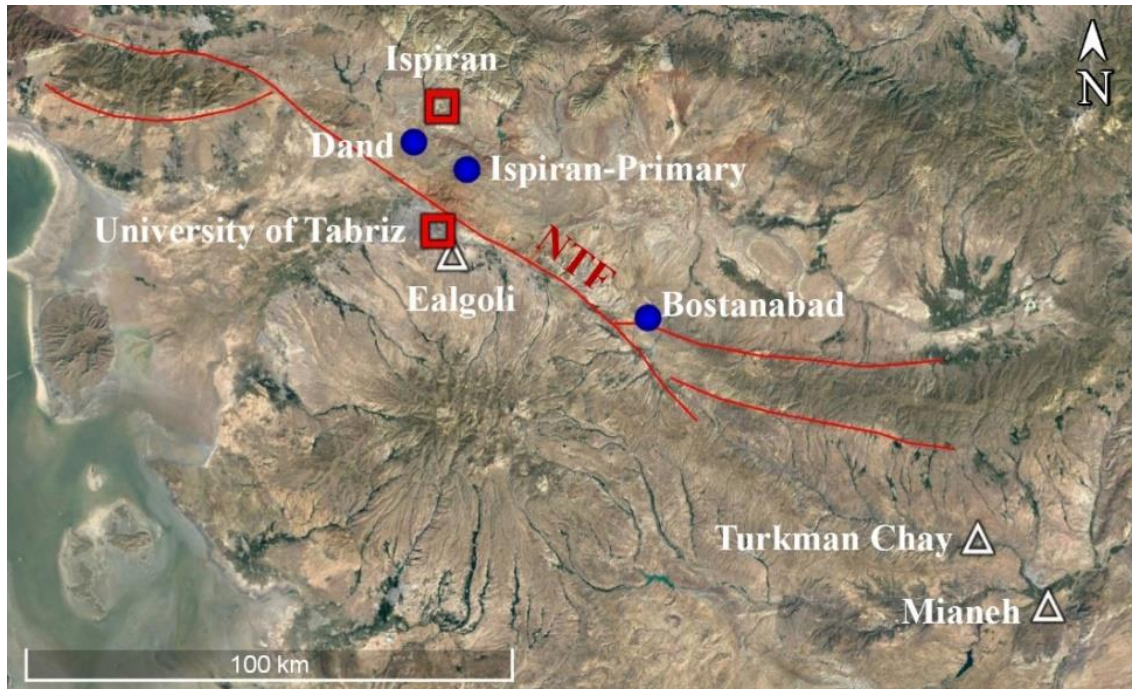 Ispiran
N
Dand
Ispiran-Primary
University of Tabriz
NTF
Ealgoli
Bostanabad
Turkman Chay
Mianeh
100 km